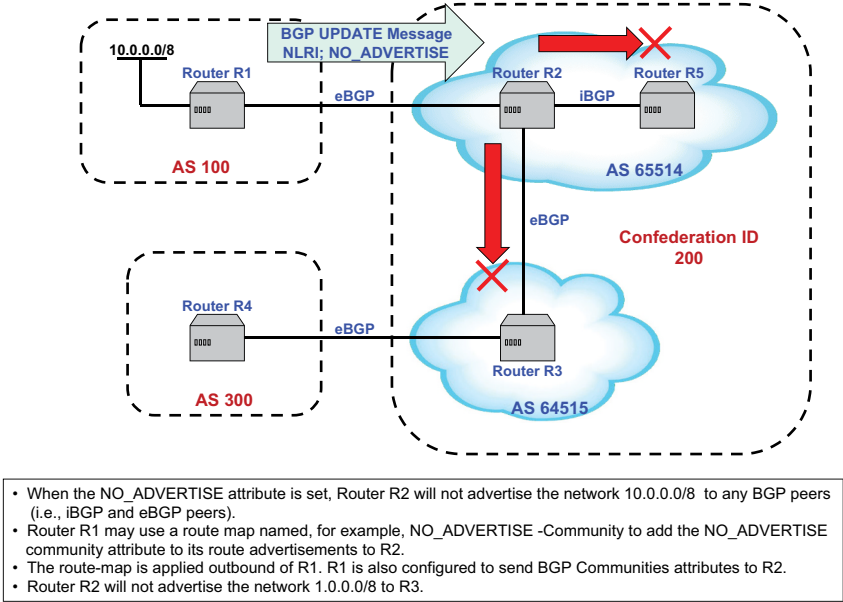 BGP UPDATE Message
NLRI; NO_ADVERTISE
10.0.0.0/8
Router R1
Router R2
Router R5
eBGP
iBGP
AS 100
AS 65514
eBGP
Confederation ID
200
Router R4
eBGP
Router R3
AS 300
AS 64515
• When the NO_ADVERTISE attribute is set, Router R2 will not advertise the network 10.0.0.0/8 to any BGP peers
(i.e., iBGP and eBGP peers).
• Router R1 may use a route map named, for example, NO_ADVERTISE -Community to add the NO_ADVERTISE
community attribute to its route advertisements to R2.
• The route-map is applied outbound of R1. R1 is also configured to send BGP Communities attributes to R2.
• Router R2 will not advertise the network 1.0.0.0/8 to R3.